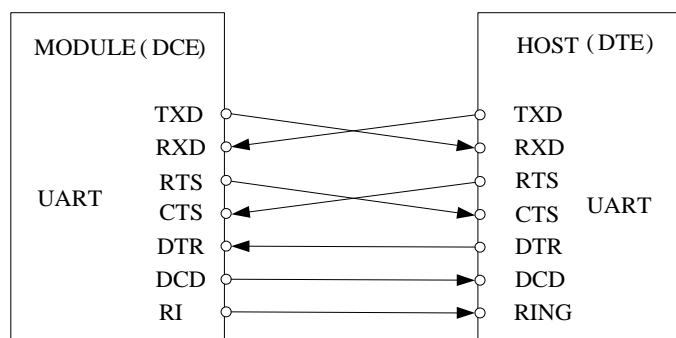 MODULE (DCE) HOST (DTE)
TXD TXD
RXD RXD
RTS RTS
UART UART
CTS CTS
DTR DTR
DCD DCD
RI RING